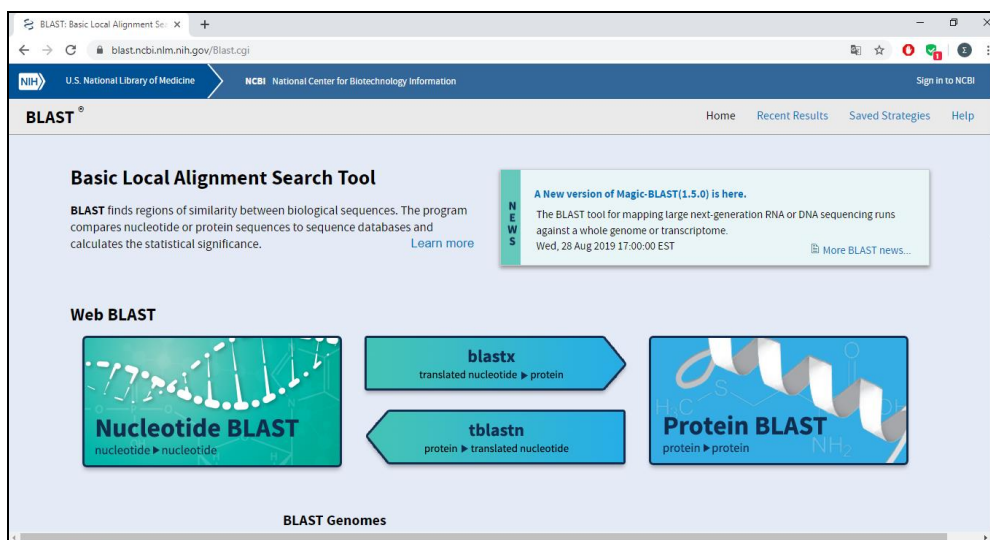 BLAST: Basic Local Alignment Se
blast.ncbi.nlm.nih.gov/Blast.cgi
1
Σ
NIH
U.S. National Library of Medicine
NCBI National Center for Biotechnology Information
Sign in to NCBI
BLAST ®
Home
Recent Results
Saved Strategies
Help
Basic Local Alignment Search Tool
BLAST finds regions of similarity between biological sequences. The program
compares nucleotide or protein sequences to sequence databases and
calculates the statistical significance.
Learn more
NEWS
A New version of Magic-BLAST(1.5.0) is here.
The BLAST tool for mapping large next-generation RNA or DNA sequencing runs
against a whole genome or transcriptome.
Wed, 28 Aug 2019 17:00:00 EST
More BLAST news...
Web BLAST
Nucleotide BLAST
nucleotide ▶ nucleotide
blastx
translated nucleotide ▶ protein
tblastn
protein ▶ translated nucleotide
O
S
H₃C
OH
NH₂
Protein BLAST
protein ▶ protein
BLAST Genomes